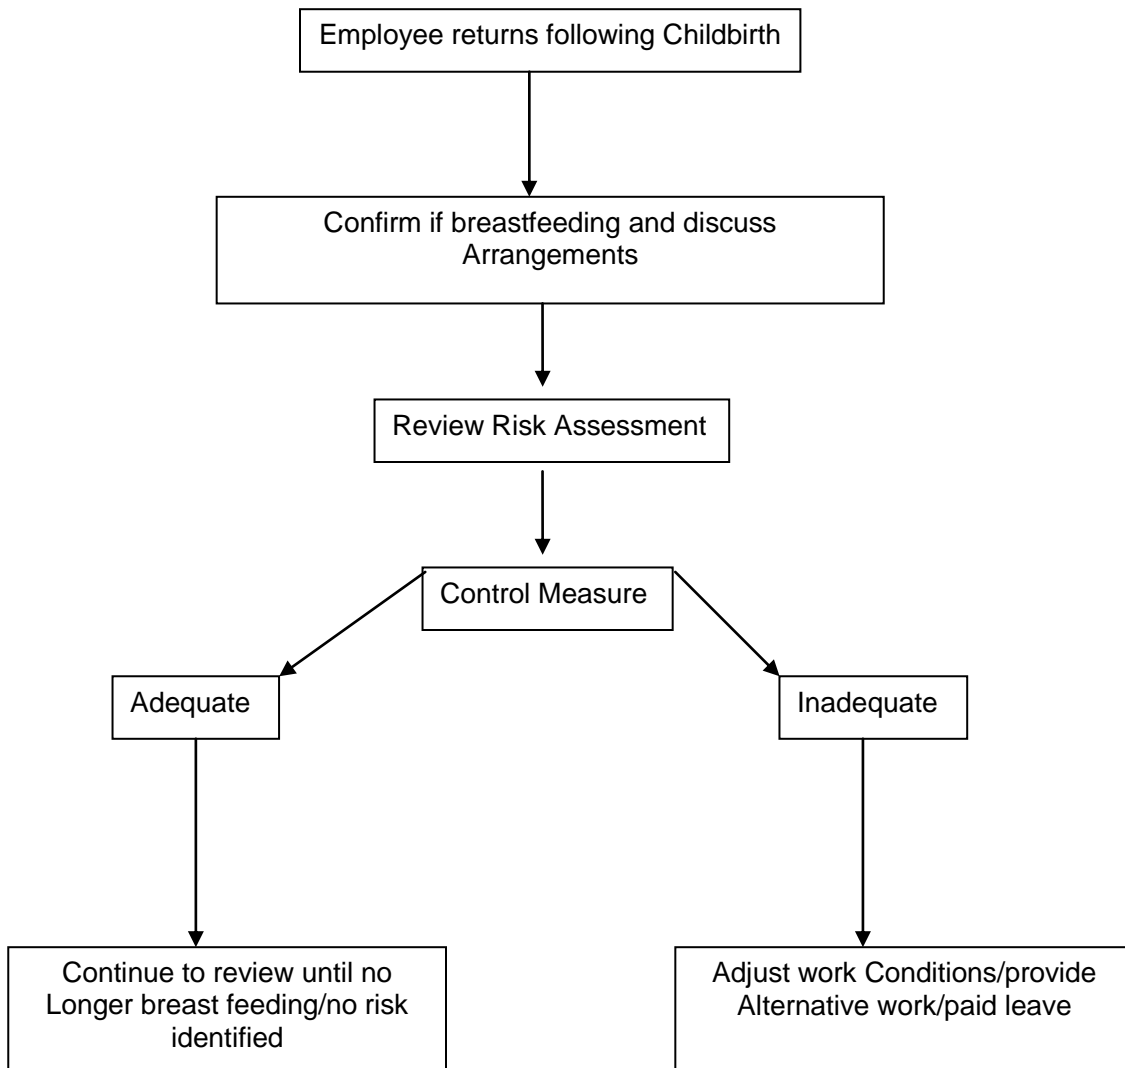 Employee returns following Childbirth
Confirm if breastfeeding and discuss
Arrangements
Review Risk Assessment
Control Measure
Adequate
Inadequate
Continue to review until no
Longer breast feeding/no risk
identified
Adjust work Conditions/provide
Alternative work/paid leave